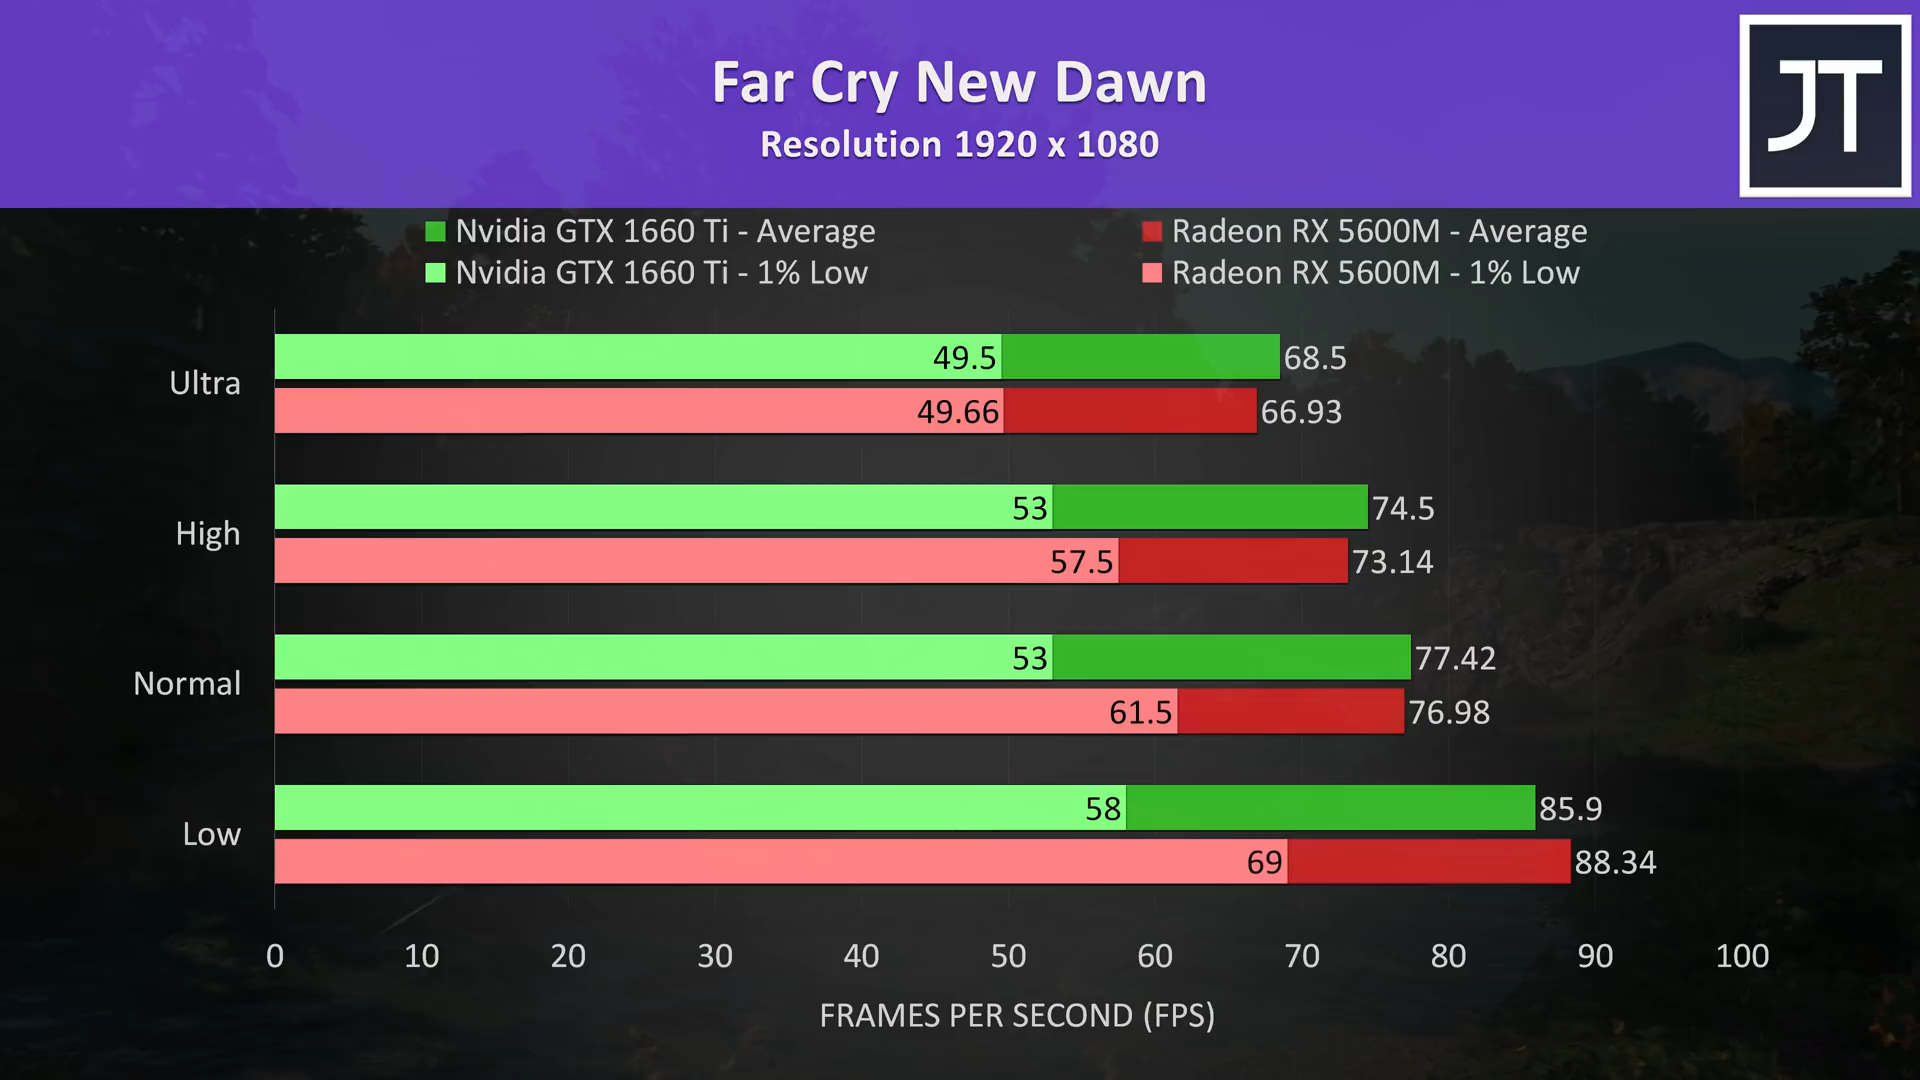 Far Cry New Dawn
JT
Resolution 1920 x 1080
Nvidia GTX 1660 Ti - Average
Radeon RX 5600M - Average
Nvidia GTX 1660 Ti - 1% Low
Radeon RX 5600M - 1% Low
Ultra
49.5
68.5
49.66
66.93
High
53
74.5
57.5
73.14
Normal
53
77.42
61.5
76.98
Low
58
85.9
69
88.34
0 10 20 30 40 50 60 70 80 90 100
FRAMES PER SECOND (FPS)